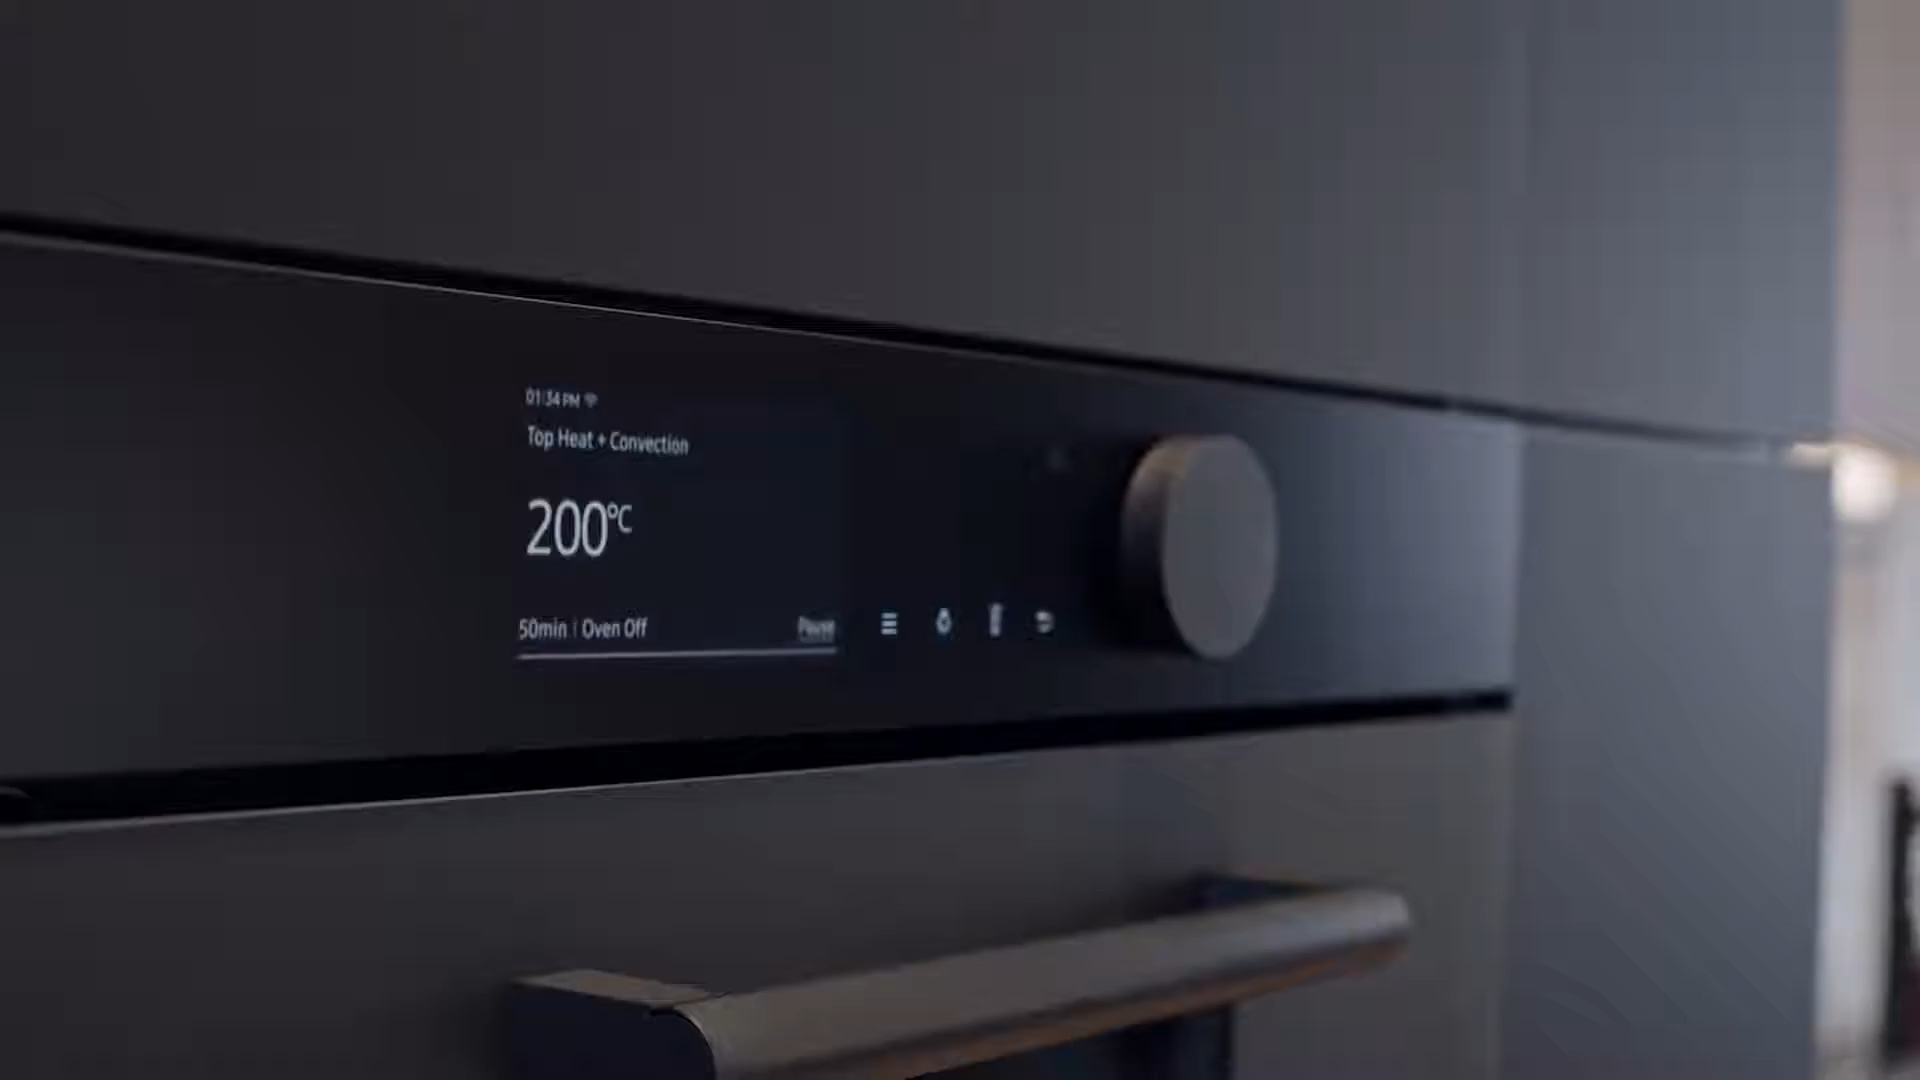 01:34 PM
Top Heat + Convection
200°C
50min | Oven Off
Pause